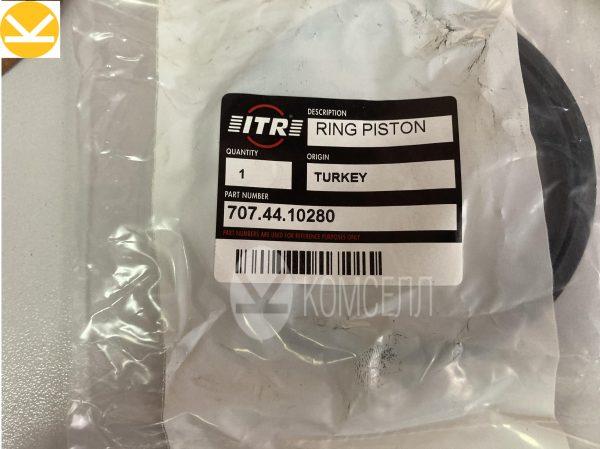 ITR
DESCRIPTION
RING PISTON
QUANTITY
1
ORIGIN
TURKEY
PART NUMBER
707.44.10280
PART NUMBERS ARE USED FOR REFERENCE PURPOSES ONLY
КОМСЕЛЛ